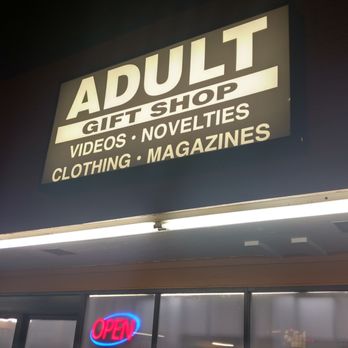 ADULT
GIFT SHOP
VIDEOS • NOVELTIES
CLOTHING • MAGAZINES
OPEN